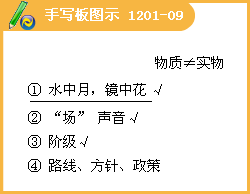 手写板图示 1201-09
物质≠实物
① 水中月，镜中花 √
② “场” 声音 √
③ 阶级 √
④ 路线、方针、政策